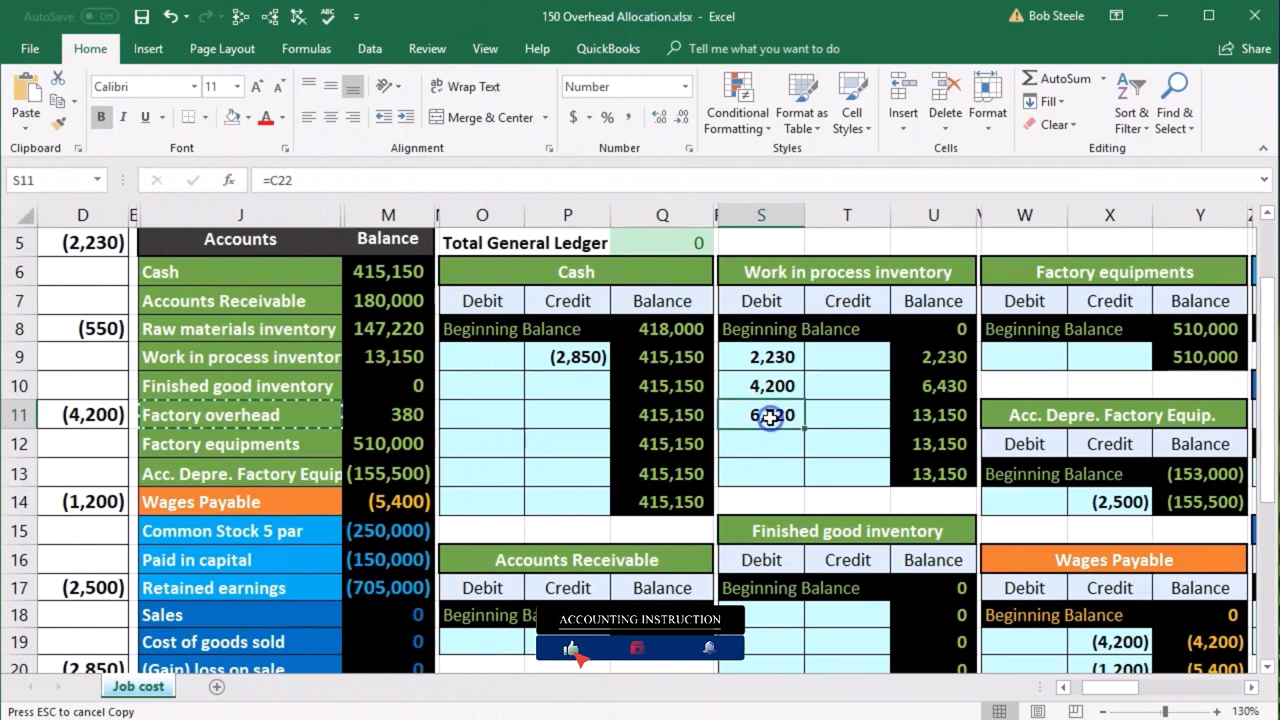 AutoSave Off 150 Overhead Allocation.xlsx - Excel Bob Steele
File Home Insert Page Layout Formulas Data Review View Help QuickBooks Tell me what you want to do Share
Paste Calibri 11 Wrap Text Number Conditional Formatting Format as Table Cell Styles Insert Delete Format AutoSum Sort & Filter Find & Select
B I U Merge & Center $ % Fill Clear
Clipboard Font Alignment Number Styles Cells Editing
S11 fx =C22
D E J M O P Q S T U W X Y
5 (2,230) Accounts Balance Total General Ledger 0
6 Cash 415,150 Cash Work in process inventory Factory equipments
7 Accounts Receivable 180,000 Debit Credit Balance Debit Credit Balance Debit Credit Balance
8 (550) Raw materials inventory 147,220 Beginning Balance 418,000 Beginning Balance 0 Beginning Balance 510,000
9 Work in process inventor 13,150 (2,850) 415,150 2,230 2,230 510,000
10 Finished good inventory 0 415,150 4,200 6,430
11 (4,200) Factory overhead 380 415,150 13,150 Acc. Depre. Factory Equip.
12 Factory equipments 510,000 415,150 13,150 Debit Credit Balance
13 Acc. Depre. Factory Equip (155,500) 415,150 13,150 Beginning Balance (153,000)
14 (1,200) Wages Payable (5,400) 415,150 (2,500) (155,500)
15 Common Stock 5 par (250,000) Finished good inventory
16 Paid in capital (150,000) Accounts Receivable Debit Credit Balance Wages Payable
17 (2,500) Retained earnings (705,000) Debit Credit Balance Beginning Balance 0 Debit Credit Balance
18 Sales 0 0 Beginning Balance 0
19 Cost of goods sold 0 0 (4,200) (4,200)
20 (2,850) (Gain) loss on sale 0 0 (1,200) (5,400)
ACCOUNTING INSTRUCTION
Job cost
Press ESC to cancel Copy 130%